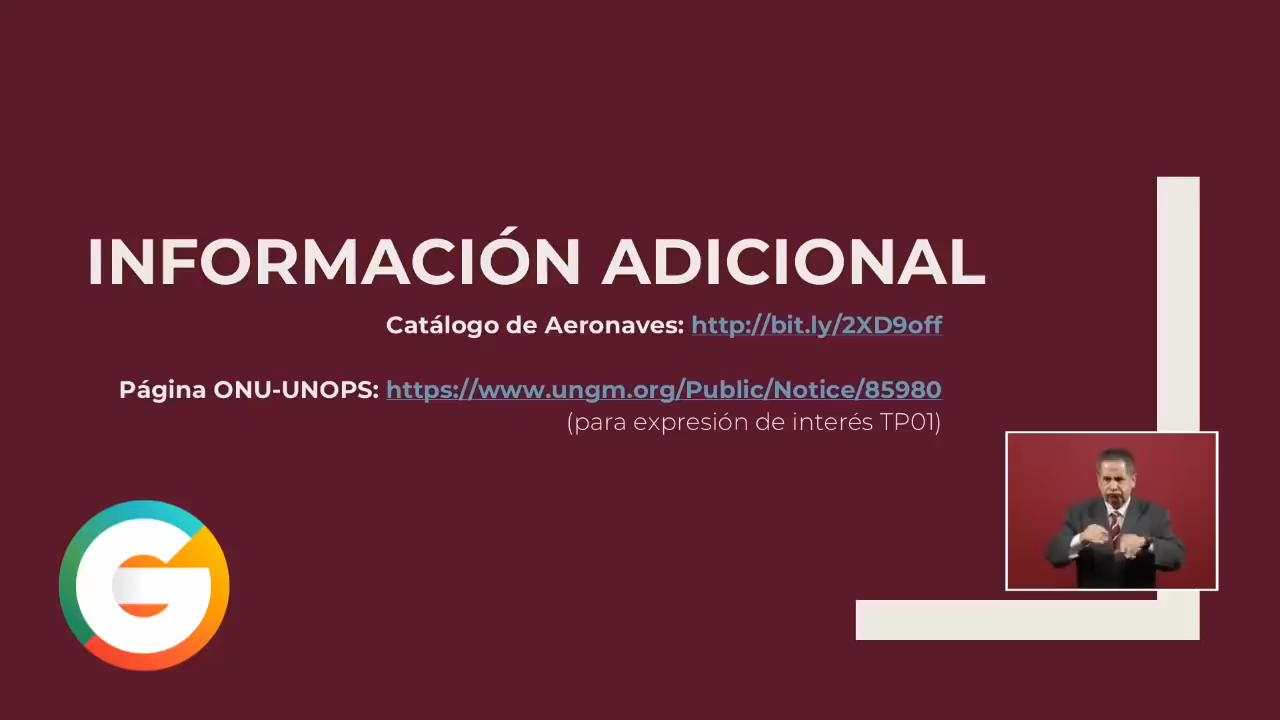 INFORMACIÓN ADICIONAL
Catálogo de Aeronaves: http://bit.ly/2XD9off
Página ONU-UNOPS: https://www.ungm.org/Public/Notice/85980
(para expresión de interés TP01)
G